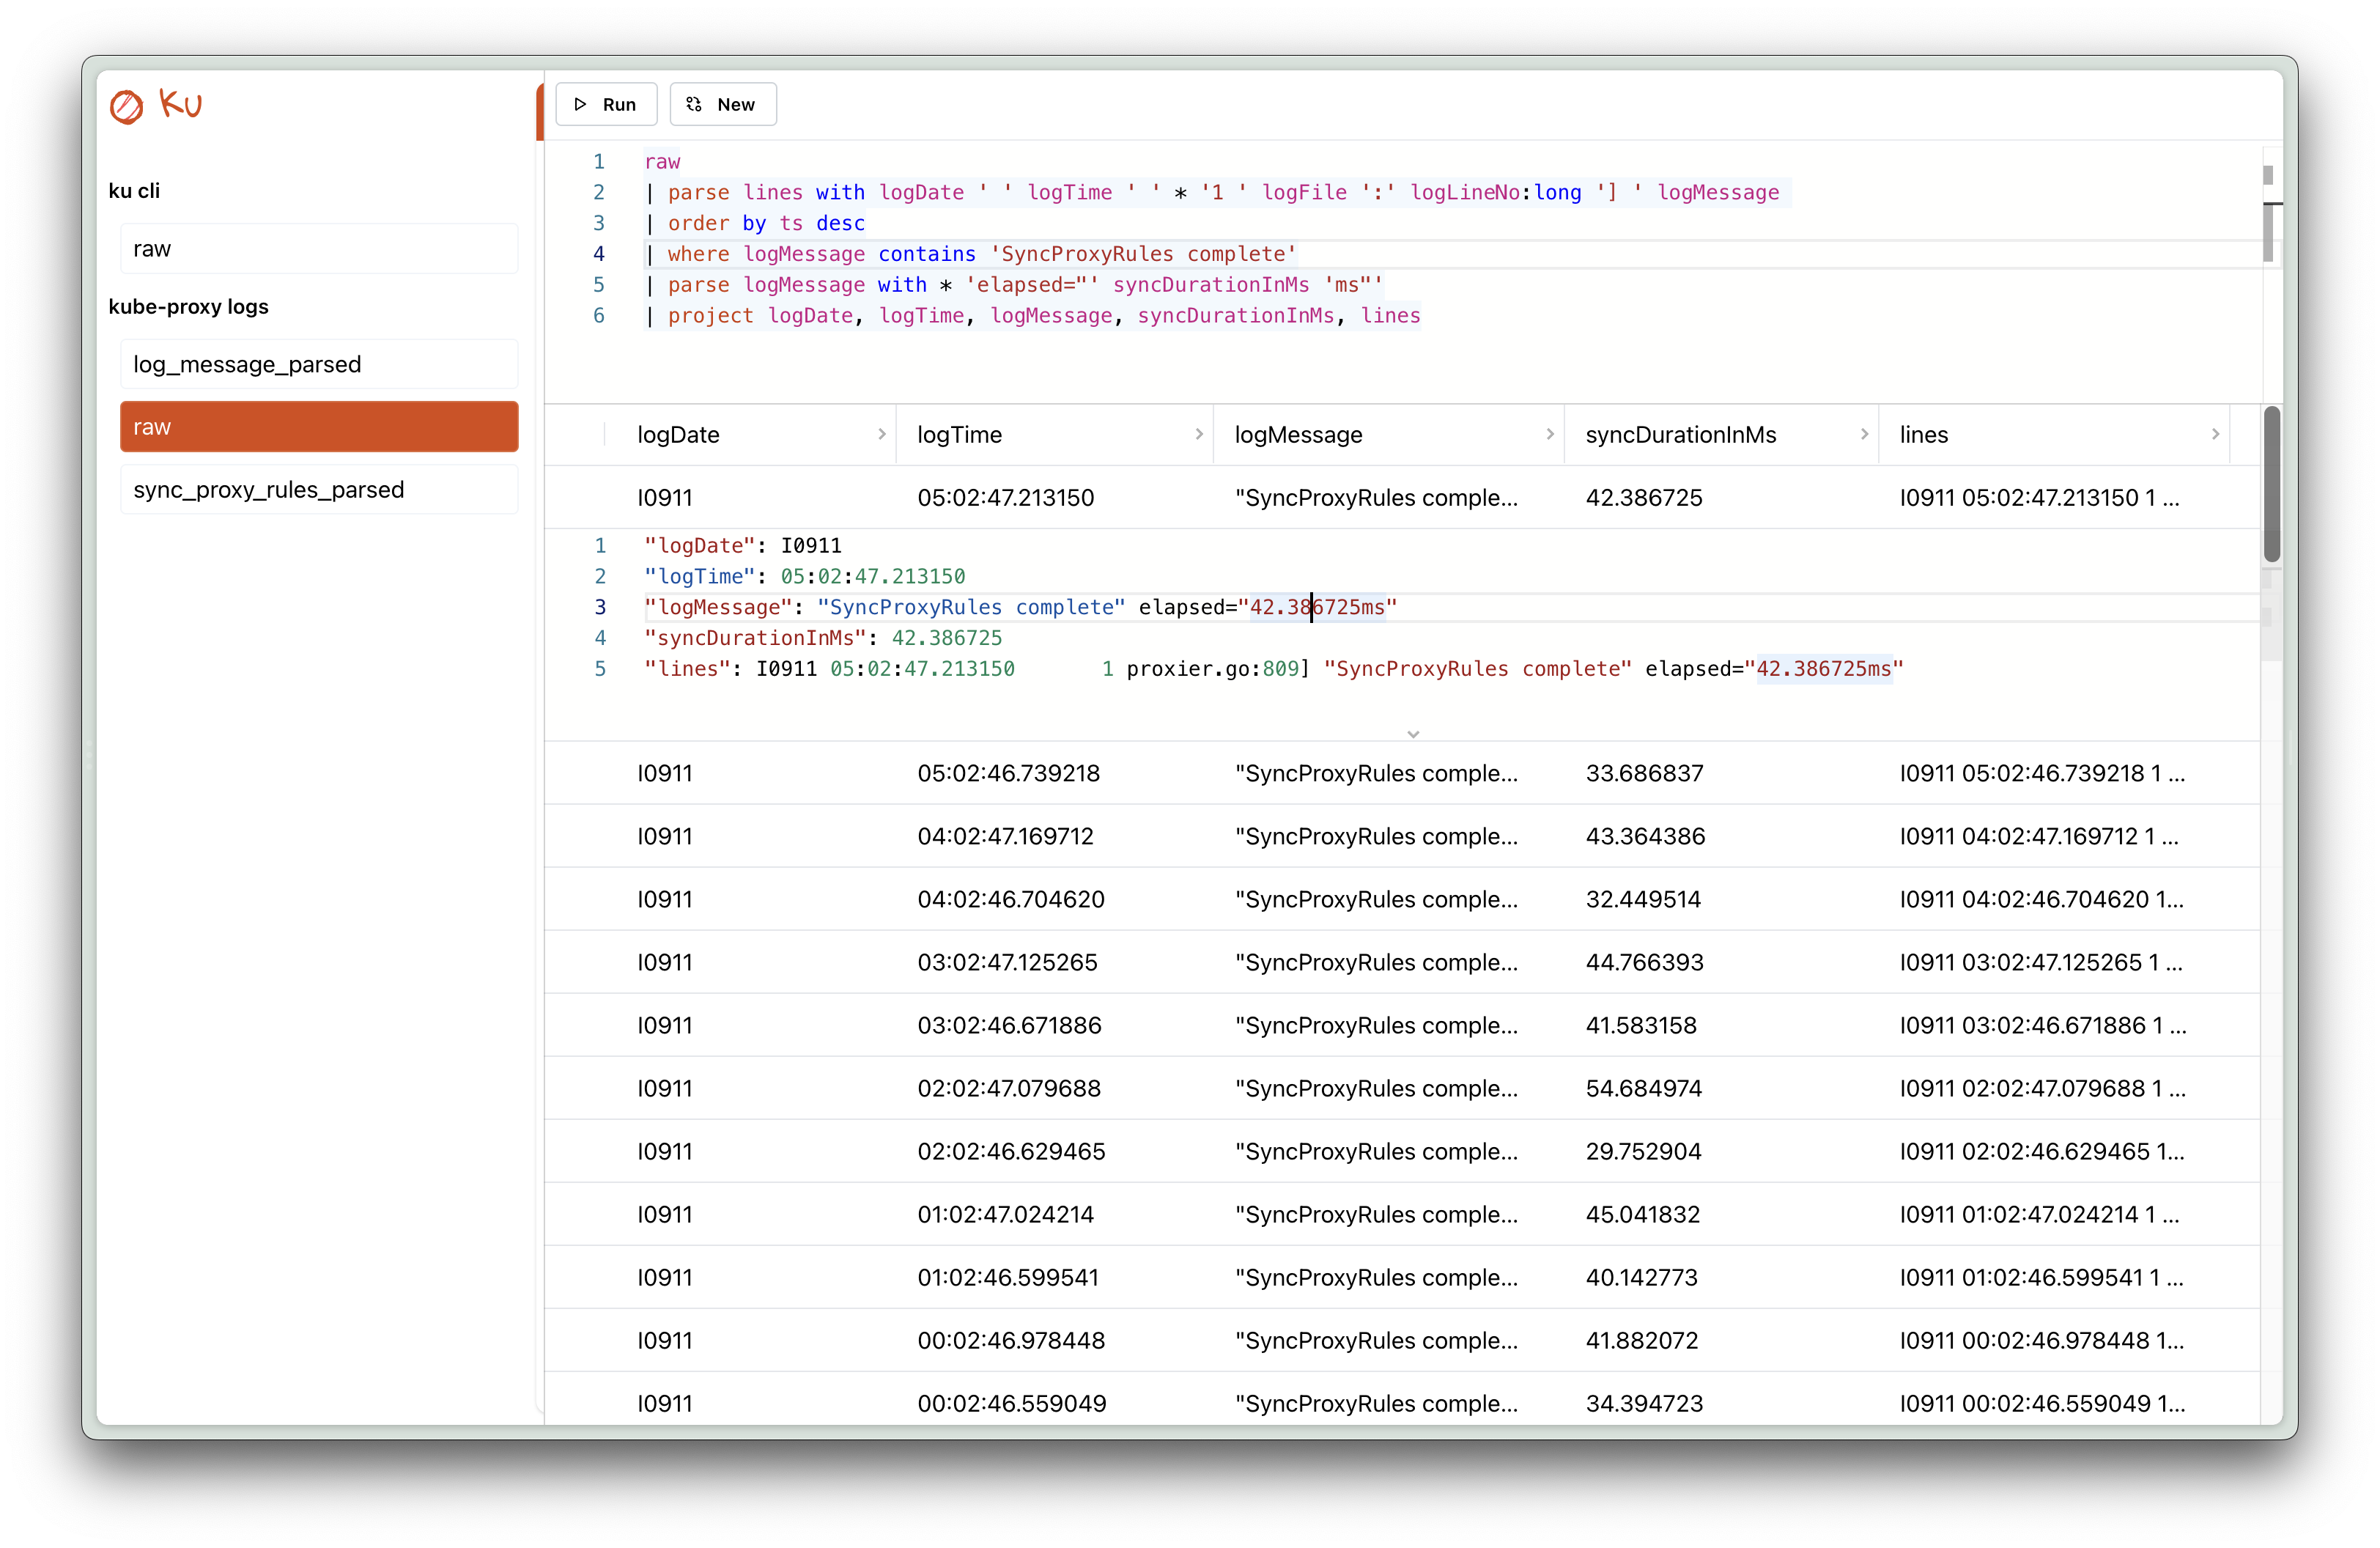 Ku
Run New
ku cli
raw
kube-proxy logs
log_message_parsed
raw
sync_proxy_rules_parsed
1 raw
2 | parse lines with logDate ' ' logTime ' ' * '1 ' logFile ':' logLineNo:long '] ' logMessage
3 | order by ts desc
4 | where logMessage contains 'SyncProxyRules complete'
5 | parse logMessage with * 'elapsed="' syncDurationInMs 'ms"'
6 | project logDate, logTime, logMessage, syncDurationInMs, lines
logDate logTime logMessage syncDurationInMs lines
I0911 05:02:47.213150 "SyncProxyRules comple... 42.386725 I0911 05:02:47.213150 1 ...
1 "logDate": I0911
2 "logTime": 05:02:47.213150
3 "logMessage": "SyncProxyRules complete" elapsed="42.386725ms"
4 "syncDurationInMs": 42.386725
5 "lines": I0911 05:02:47.213150 1 proxier.go:809] "SyncProxyRules complete" elapsed="42.386725ms"
I0911 05:02:46.739218 "SyncProxyRules comple... 33.686837 I0911 05:02:46.739218 1 ...
I0911 04:02:47.169712 "SyncProxyRules comple... 43.364386 I0911 04:02:47.169712 1 ...
I0911 04:02:46.704620 "SyncProxyRules comple... 32.449514 I0911 04:02:46.704620 1...
I0911 03:02:47.125265 "SyncProxyRules comple... 44.766393 I0911 03:02:47.125265 1 ...
I0911 03:02:46.671886 "SyncProxyRules comple... 41.583158 I0911 03:02:46.671886 1 ...
I0911 02:02:47.079688 "SyncProxyRules comple... 54.684974 I0911 02:02:47.079688 1 ...
I0911 02:02:46.629465 "SyncProxyRules comple... 29.752904 I0911 02:02:46.629465 1...
I0911 01:02:47.024214 "SyncProxyRules comple... 45.041832 I0911 01:02:47.024214 1 ...
I0911 01:02:46.599541 "SyncProxyRules comple... 40.142773 I0911 01:02:46.599541 1 ...
I0911 00:02:46.978448 "SyncProxyRules comple... 41.882072 I0911 00:02:46.978448 1...
I0911 00:02:46.559049 "SyncProxyRules comple... 34.394723 I0911 00:02:46.559049 1...